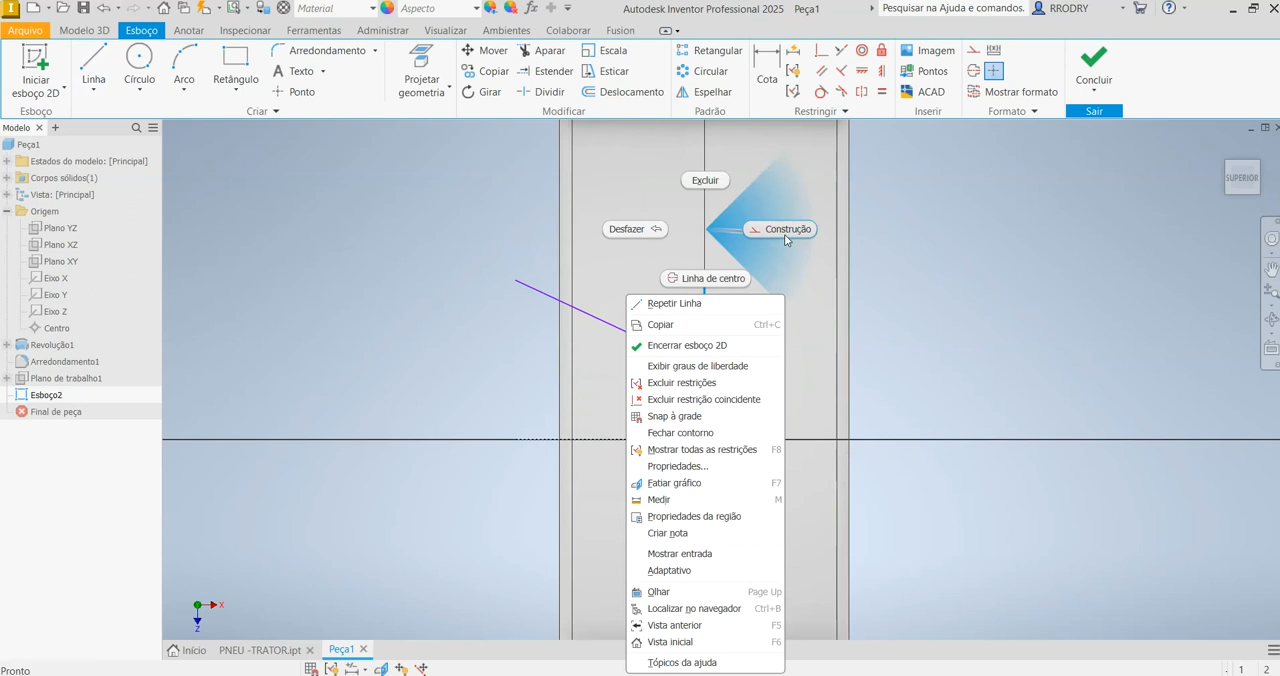 Material
Aspecto
Autodesk Inventor Professional 2025 Peça1
Pesquisar na Ajuda e comandos.
RRODRY
Arquivo
Modelo 3D
Esboço
Anotar
Inspecionar
Ferramentas
Administrar
Visualizar
Ambientes
Colaborar
Fusion
Iniciar
esboço 2D
Linha
Círculo
Arco
Retângulo
Arredondamento
Texto
Ponto
Projetar
geometria
Mover
Aparar
Escala
Copiar
Estender
Esticar
Girar
Dividir
Deslocamento
Retangular
Circular
Espelhar
Cota
Imagem
Pontos
ACAD
Mostrar formato
Concluir
Esboço
Criar
Modificar
Padrão
Restringir
Inserir
Formato
Sair
Modelo
Peça1
Estados do modelo: [Principal]
Corpos sólidos(1)
Vista: [Principal]
Origem
Plano YZ
Plano XZ
Plano XY
Eixo X
Eixo Y
Eixo Z
Centro
Revolução1
Arredondamento1
Plano de trabalho1
Esboço2
Final de peça
SUPERIOR
Excluir
Desfazer
Construção
Linha de centro
Repetir Linha
Copiar Ctrl+C
Encerrar esboço 2D
Exibir graus de liberdade
Excluir restrições
Excluir restrição coincidente
Snap à grade
Fechar contorno
Mostrar todas as restrições F8
Propriedades...
Fatiar gráfico F7
Medir M
Propriedades da região
Criar nota
Mostrar entrada
Adaptativo
Olhar Page Up
Localizar no navegador Ctrl+B
Vista anterior F5
Vista inicial F6
Tópicos da ajuda
X
Z
Início
PNEU -TRATOR.ipt
Peça1
Pronto
1 2